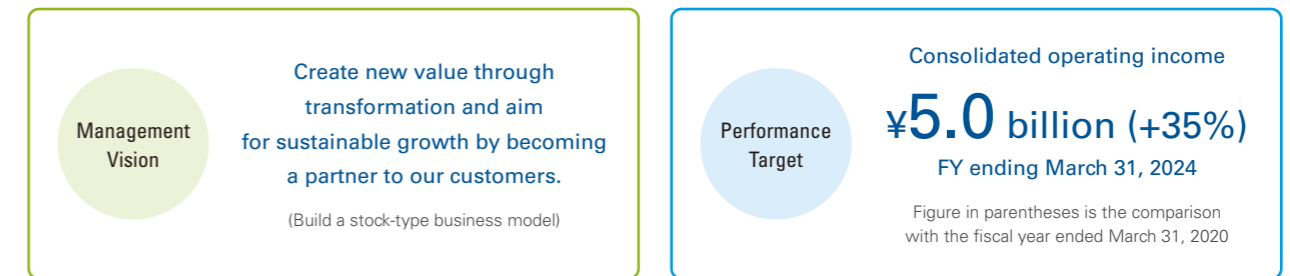 Management
Vision
Create new value through
transformation and aim
for sustainable growth by becoming
a partner to our customers.
(Build a stock-type business model)
Performance
Target
Consolidated operating income
¥5.0 billion (+35%)
FY ending March 31, 2024
Figure in parentheses is the comparison
with the fiscal year ended March 31, 2020